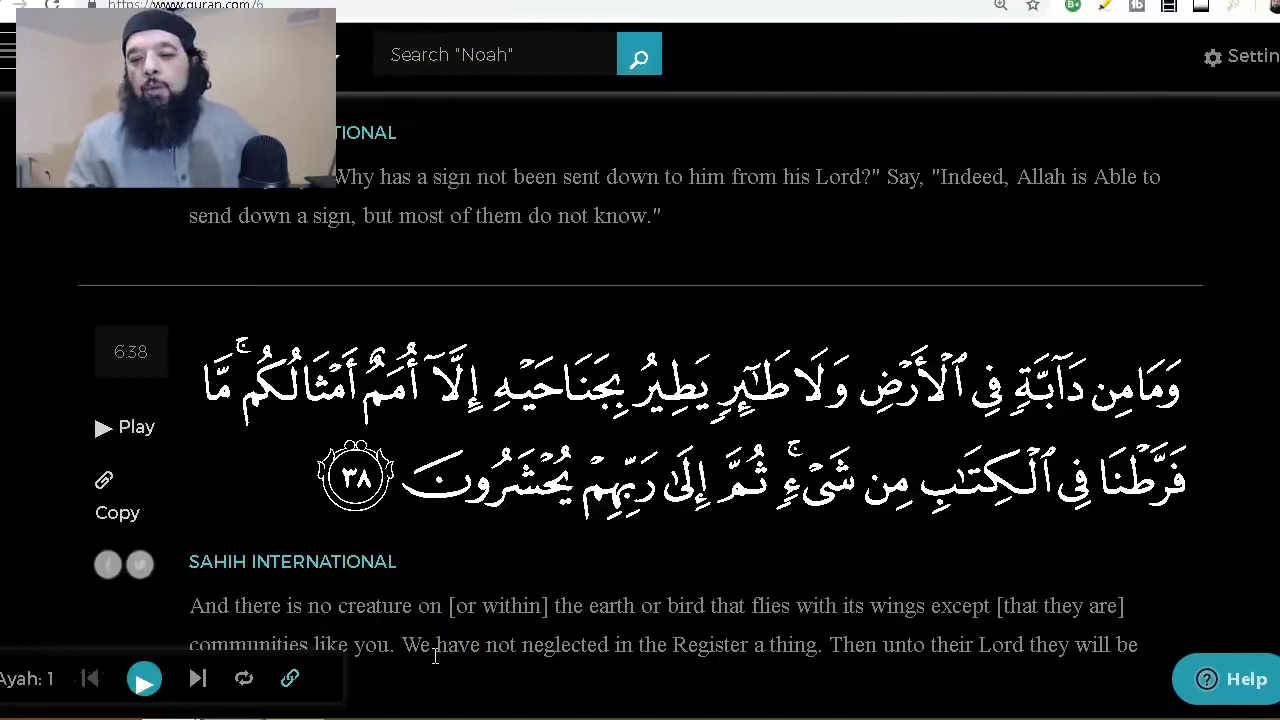 https://www.quran.com/6
Search "Noah"
Settin
TIONAL
Why has a sign not been sent down to him from his Lord?" Say, "Indeed, Allah is Able to
send down a sign, but most of them do not know."
6:38
وَمَا مِن دَآبَّةٍ فِي ٱلْأَرْضِ وَلَا طَـٰٓئِرٍ يَطِيرُ بِجَنَاحَيْهِ إِلَّآ أُمَمٌ أَمْثَالُكُم ۚ مَّا
فَرَّطْنَا فِي ٱلْكِتَـٰبِ مِن شَىْءٍ ۚ ثُمَّ إِلَىٰ رَبِّهِمْ يُحْشَرُونَ ٣٨
Play
Copy
SAHIH INTERNATIONAL
And there is no creature on [or within] the earth or bird that flies with its wings except [that they are]
communities like you. We have not neglected in the Register a thing. Then unto their Lord they will be
Ayah: 1
Help